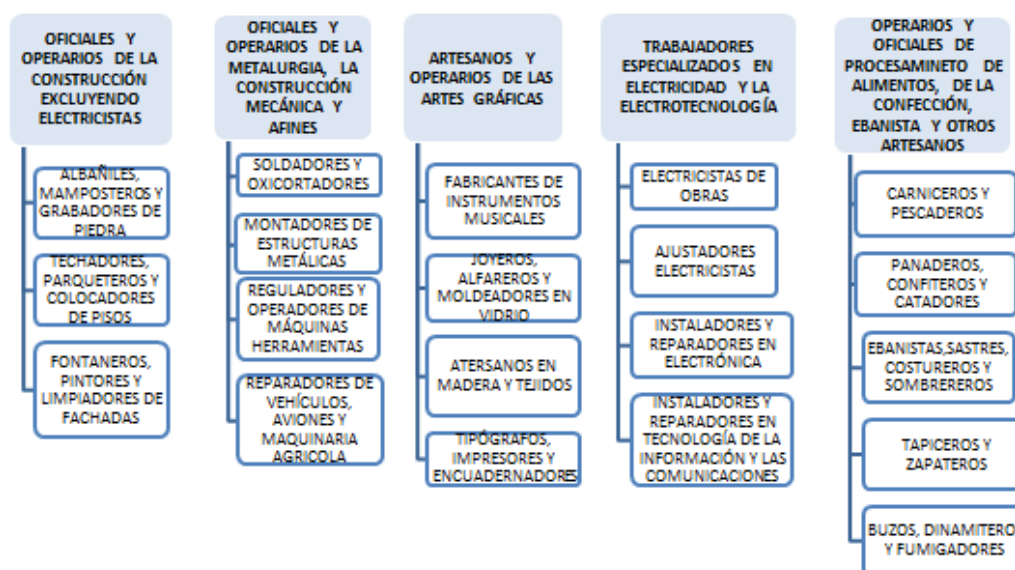 OFICIALES Y
OPERARIOS DE LA
CONSTRUCCIÓN
EXCLUYENDO
ELECTRICISTAS
ALBAÑILES,
MAMPOSTEROS Y
GRABADORES DE
PIEDRA
TECHADORES,
PARQUETEROS Y
COLOCADORES
DE PISOS
FONTANEROS,
PINTORES Y
LIMPIADORES DE
FACHADAS
OFICIALES Y
OPERARIOS DE LA
METALURGIA, LA
CONSTRUCCIÓN
MECÁNICA Y
AFINES
SOLDADORES Y
OXICORTADORES
MONTADORES DE
ESTRUCTURAS
METÁLICAS
REGULADORES Y
OPERADORES DE
MÁQUINAS
HERRAMIENTAS
REPARADORES DE
VEHÍCULOS,
AVIONES Y
MAQUINARIA
AGRICOLA
ARTESANOS Y
OPERARIOS DE LAS
ARTES GRÁFICAS
FABRICANTES DE
INSTRUMENTOS
MUSICALES
JOYEROS,
ALFAREROS Y
MOLDEADORES EN
VIDRIO
ATERSANOS EN
MADERA Y TEJIDOS
TIPÓGRAFOS,
IMPRESORES Y
ENCUADERNADORES
TRABAJADORES
ESPECIALIZADOS EN
ELECTRICIDAD Y LA
ELECTROTECNOLOGÍA
ELECTRICISTAS DE
OBRAS
AJUSTADORES
ELECTRICISTAS
INSTALADORES Y
REPARADORES EN
ELECTRÓNICA
INSTALADORES Y
REPARADORES EN
TECNOLOGÍA DE LA
INFORMACIÓN Y LAS
COMUNICACIONES
OPERARIOS Y
OFICIALES DE
PROCESAMINETO DE
ALIMENTOS, DE LA
CONFECCIÓN,
EBANISTA Y OTROS
ARTESANOS
CARNICEROS Y
PESCADEROS
PANADEROS,
CONFITEROS Y
CATADORES
EBANISTAS,SASTRES,
COSTUREROS Y
SOMBREREROS
TAPICEROS Y
ZAPATEROS
BUZOS, DINAMITERO
Y FUMIGADORES